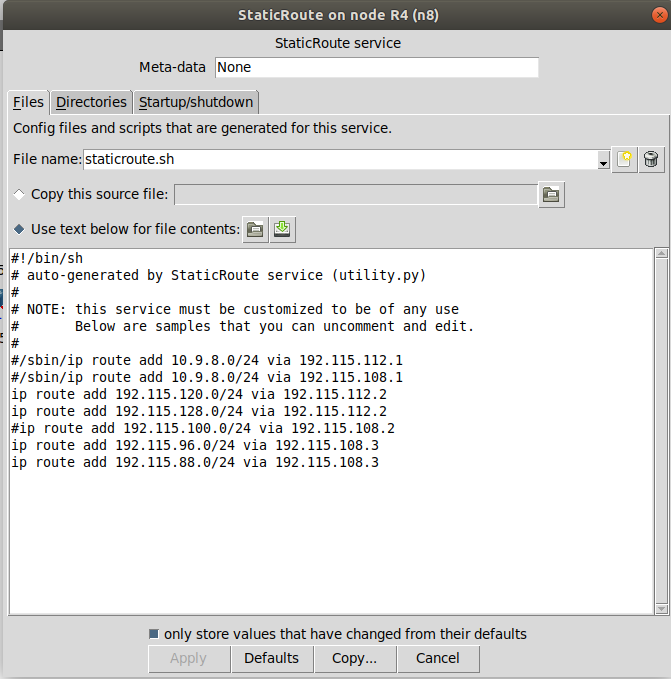 StaticRoute on node R4 (n8)
StaticRoute service
Meta-data None
Files Directories Startup/shutdown
Config files and scripts that are generated for this service.
File name: staticroute.sh
Copy this source file:
Use text below for file contents:
#!/bin/sh
# auto-generated by StaticRoute service (utility.py)
#
# NOTE: this service must be customized to be of any use
#       Below are samples that you can uncomment and edit.
#
#/sbin/ip route add 10.9.8.0/24 via 192.115.112.1
#/sbin/ip route add 10.9.8.0/24 via 192.115.108.1
ip route add 192.115.120.0/24 via 192.115.112.2
ip route add 192.115.128.0/24 via 192.115.112.2
#ip route add 192.115.100.0/24 via 192.115.108.2
ip route add 192.115.96.0/24 via 192.115.108.3
ip route add 192.115.88.0/24 via 192.115.108.3
only store values that have changed from their defaults
Apply Defaults Copy... Cancel